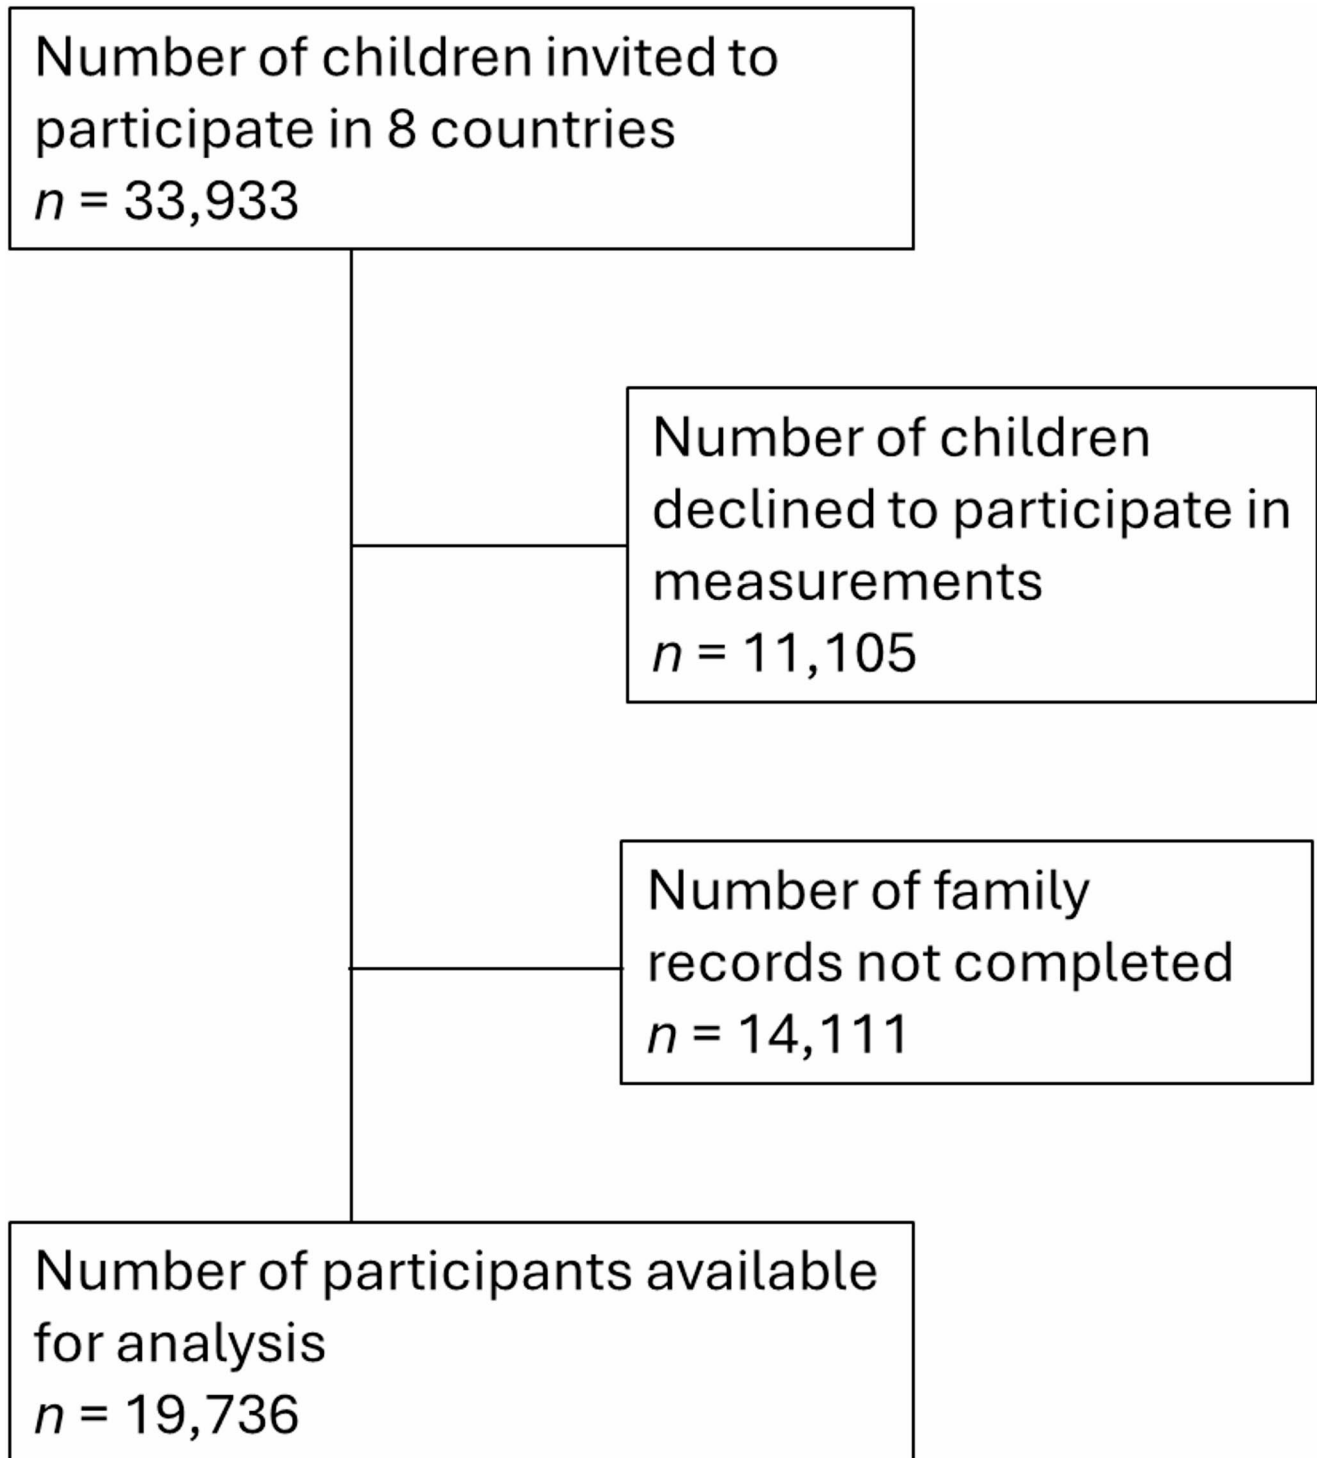 Number of children invited to
participate in 8 countries
n = 33,933
Number of children
declined to participate in
measurements
n = 11,105
Number of family
records not completed
n = 14,111
Number of participants available
for analysis
n = 19,736